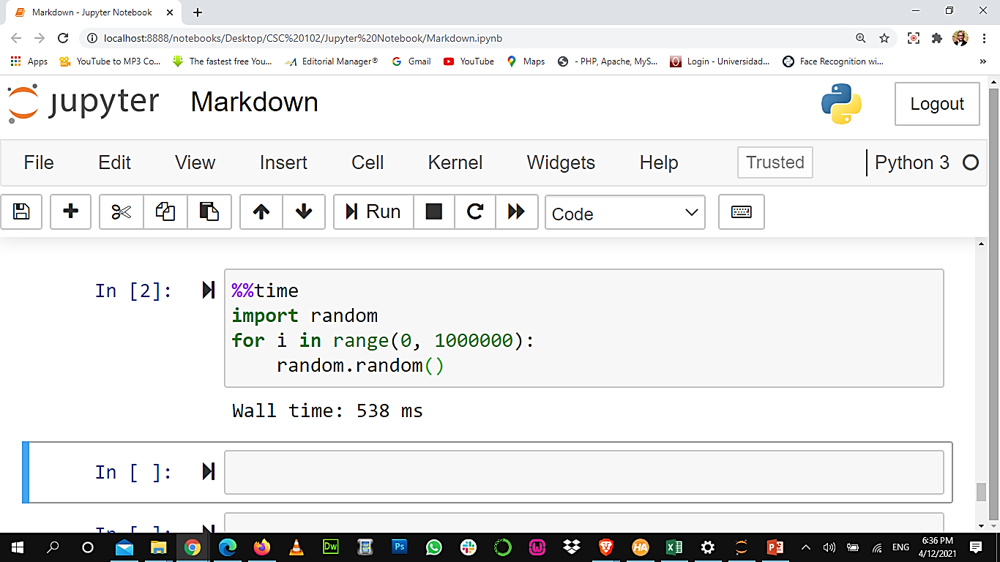 Markdown - Jupyter Notebook
localhost:8888/notebooks/Desktop/CSC%20102/Jupyter%20Notebook/Markdown.ipynb
Apps YouTube to MP3 Co... The fastest free You... Editorial Manager® Gmail YouTube Maps - PHP, Apache, MyS... Login - Universidad... Face Recognition wi... »
jupyter Markdown Logout
File Edit View Insert Cell Kernel Widgets Help Trusted Python 3
Run Code
In [2]: %%time
import random
for i in range(0, 1000000):
    random.random()
Wall time: 538 ms
In [ ]:
In [ ]:
Dw Ps HA ENG 6:36 PM
4/12/2021